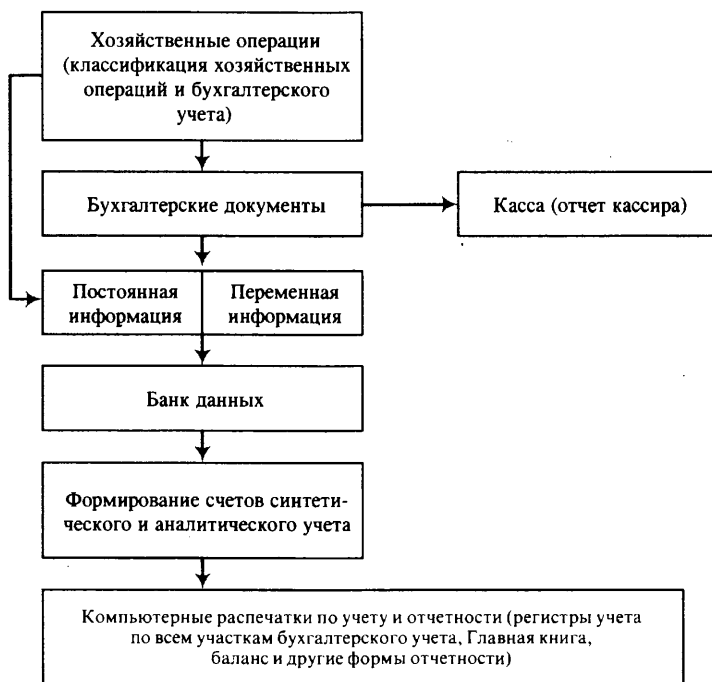 Хозяйственные операции
(классификация хозяйственных
операций и бухгалтерского
учета)
Бухгалтерские документы
Касса (отчет кассира)
Постоянная
информация
Переменная
информация
Банк данных
Формирование счетов синтети-
ческого и аналитического учета
Компьютерные распечатки по учету и отчетности (регистры учета
по всем участкам бухгалтерского учета, Главная книга,
баланс и другие формы отчетности)